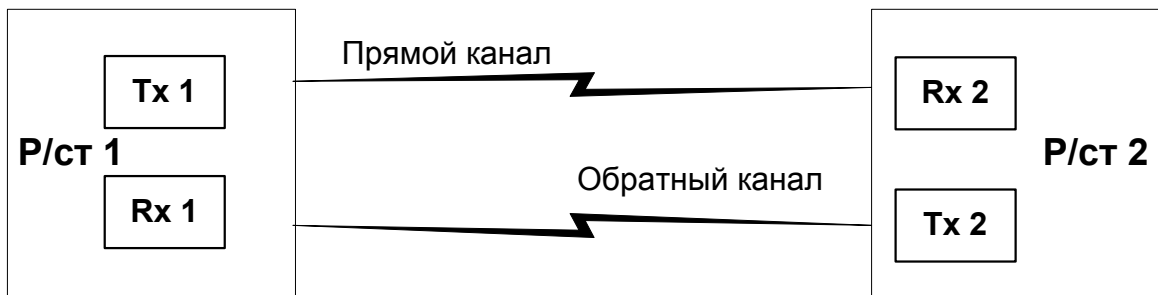 Прямой канал
Tx 1
Rx 2
Р/ст 1
Р/ст 2
Обратный канал
Rx 1
Tx 2